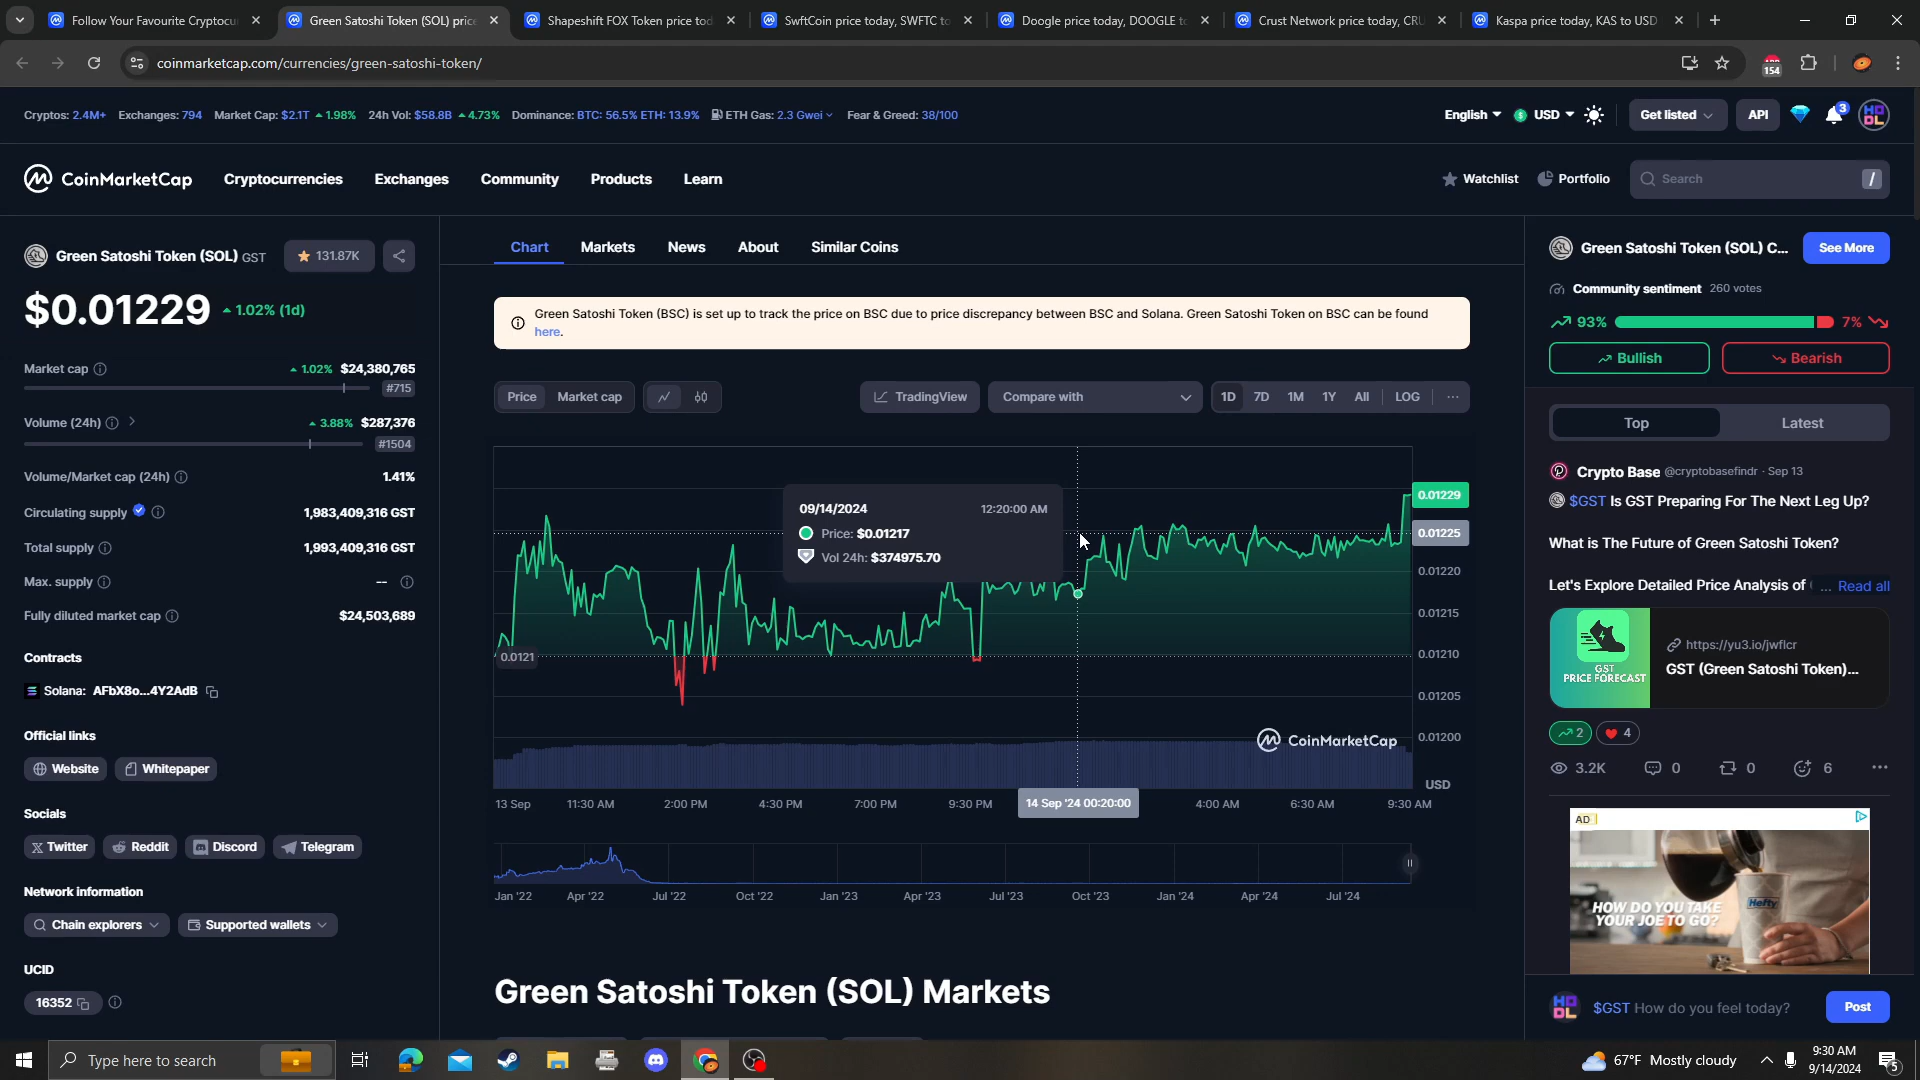 Follow Your Favourite Cryptocur
Green Satoshi Token (SOL) price
Shapeshift FOX Token price tod
SwftCoin price today, SWFTC to
Doogle price today, DOOGLE to
Crust Network price today, CRU
Kaspa price today, KAS to USD
coinmarketcap.com/currencies/green-satoshi-token/
154
Cryptos: 2.4M+ Exchanges: 794 Market Cap: $2.1T 1.98% 24h Vol: $58.8B 4.73% Dominance: BTC: 56.5% ETH: 13.9% ETH Gas: 2.3 Gwei Fear & Greed: 38/100
English USD Get listed API 3 HODL
CoinMarketCap Cryptocurrencies Exchanges Community Products Learn
Watchlist Portfolio Search /
Green Satoshi Token (SOL) GST 131.87K
$0.01229 1.02% (1d)
Market cap 1.02% $24,380,765
#715
Volume (24h) 3.88% $287,376
#1504
Volume/Market cap (24h) 1.41%
Circulating supply 1,983,409,316 GST
Total supply 1,993,409,316 GST
Max. supply --
Fully diluted market cap $24,503,689
Contracts
Solana: AFbX8o...4Y2AdB
Official links
Website Whitepaper
Socials
Twitter Reddit Discord Telegram
Network information
Chain explorers Supported wallets
UCID
16352
Chart Markets News About Similar Coins
Green Satoshi Token (BSC) is set up to track the price on BSC due to price discrepancy between BSC and Solana. Green Satoshi Token on BSC can be found
here.
Price Market cap
TradingView Compare with 1D 7D 1M 1Y All LOG ...
09/14/2024 12:20:00 AM
Price: $0.01217
Vol 24h: $374975.70
0.01229
0.01225
0.01220
0.01215
0.01210
0.01205
0.01200
0.0121
CoinMarketCap
USD
13 Sep 11:30 AM 2:00 PM 4:30 PM 7:00 PM 9:30 PM 14 Sep '24 00:20:00 4:00 AM 6:30 AM 9:30 AM
Jan '22 Apr '22 Jul '22 Oct '22 Jan '23 Apr '23 Jul '23 Oct '23 Jan '24 Apr '24 Jul '24
Green Satoshi Token (SOL) Markets
Green Satoshi Token (SOL) C... See More
Community sentiment 260 votes
93% 7%
Bullish Bearish
Top Latest
Crypto Base @cryptobasefindr · Sep 13
$GST Is GST Preparing For The Next Leg Up?
What is The Future of Green Satoshi Token?
Let's Explore Detailed Price Analysis of ... Read all
GST
PRICE FORECAST
https://yu3.io/jwflcr
GST (Green Satoshi Token)...
2 4
3.2K 0 0 6 ...
AD
HOW DO YOU TAKE
YOUR JOE TO GO?
Hefty
HODL $GST How do you feel today? Post
Type here to search
67°F Mostly cloudy
9:30 AM
9/14/2024
5